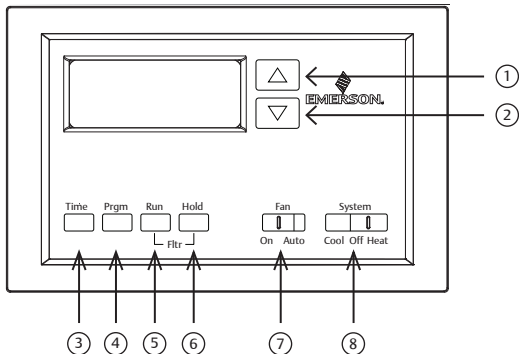 1
EMERSON.
2
Time Prgm Run Hold Fan System
Fltr On Auto Cool Off Heat
3 4 5 6 7 8